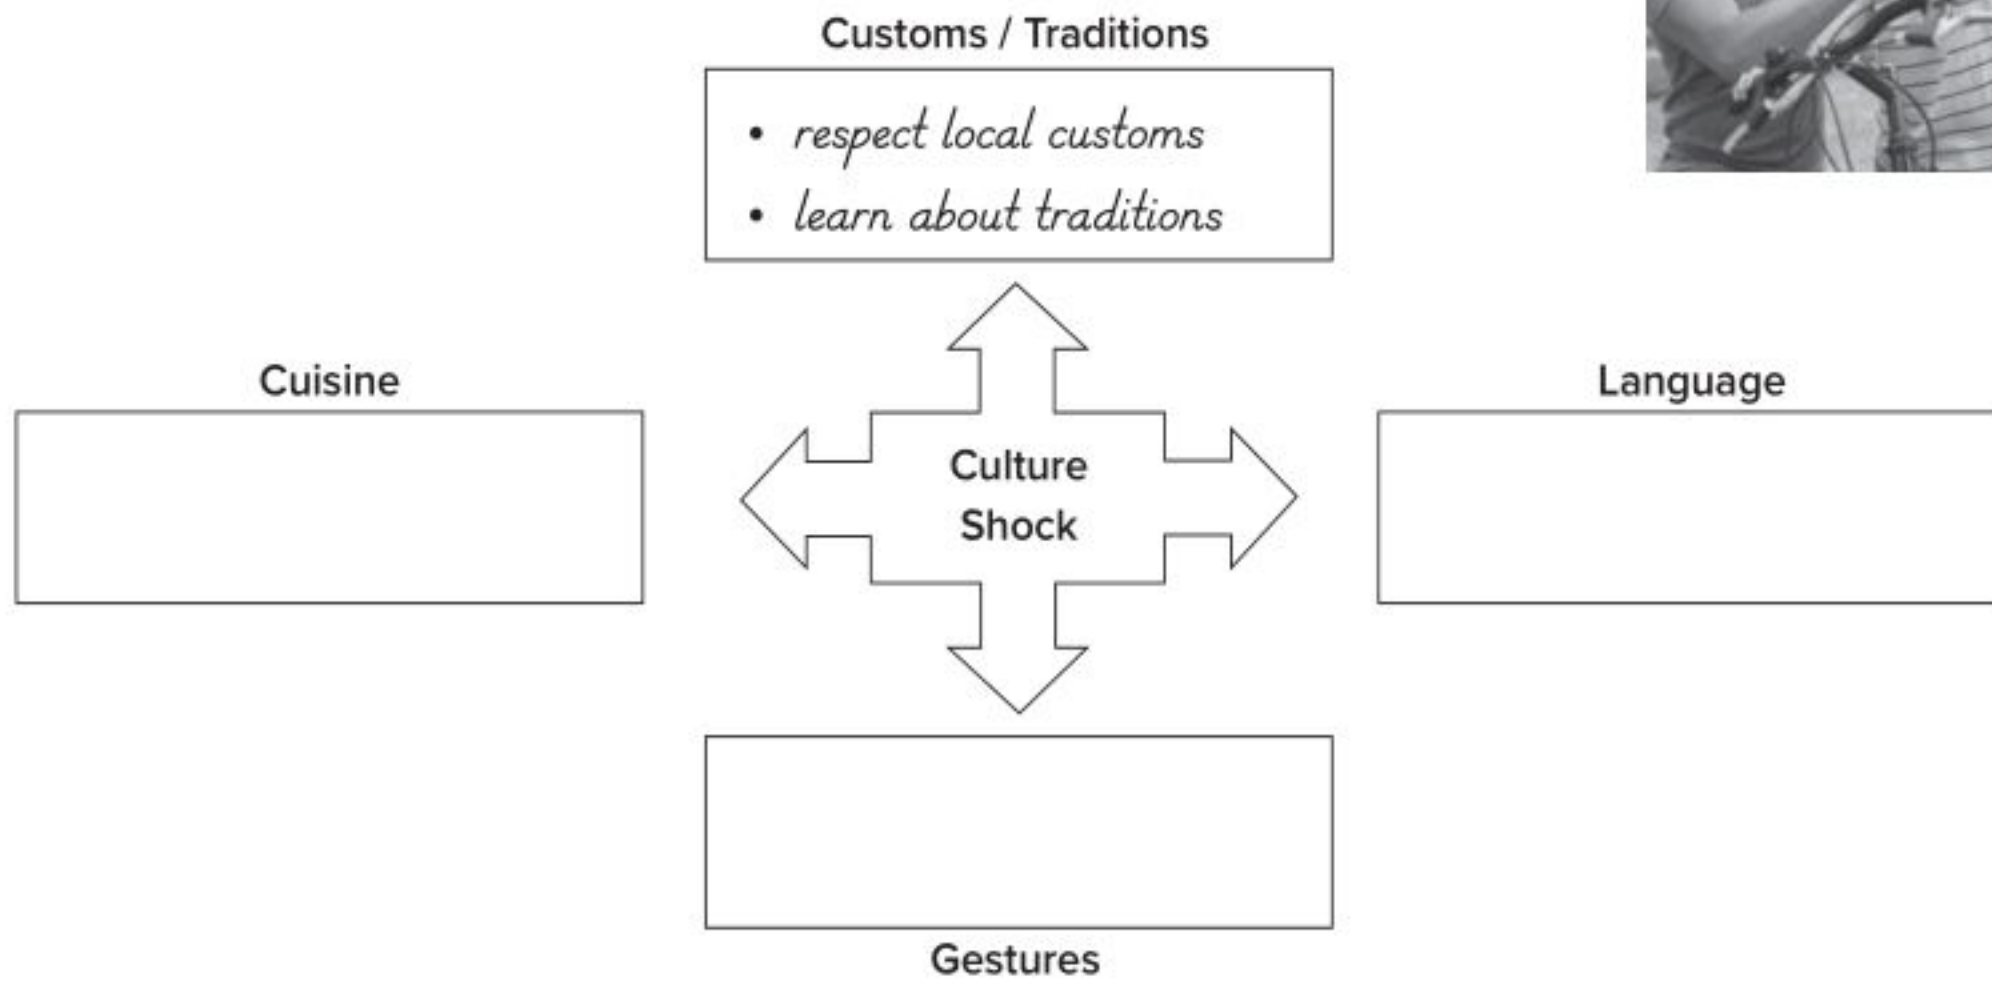 Customs / Traditions
• respect local customs
• learn about traditions
Cuisine
Language
Culture
Shock
Gestures